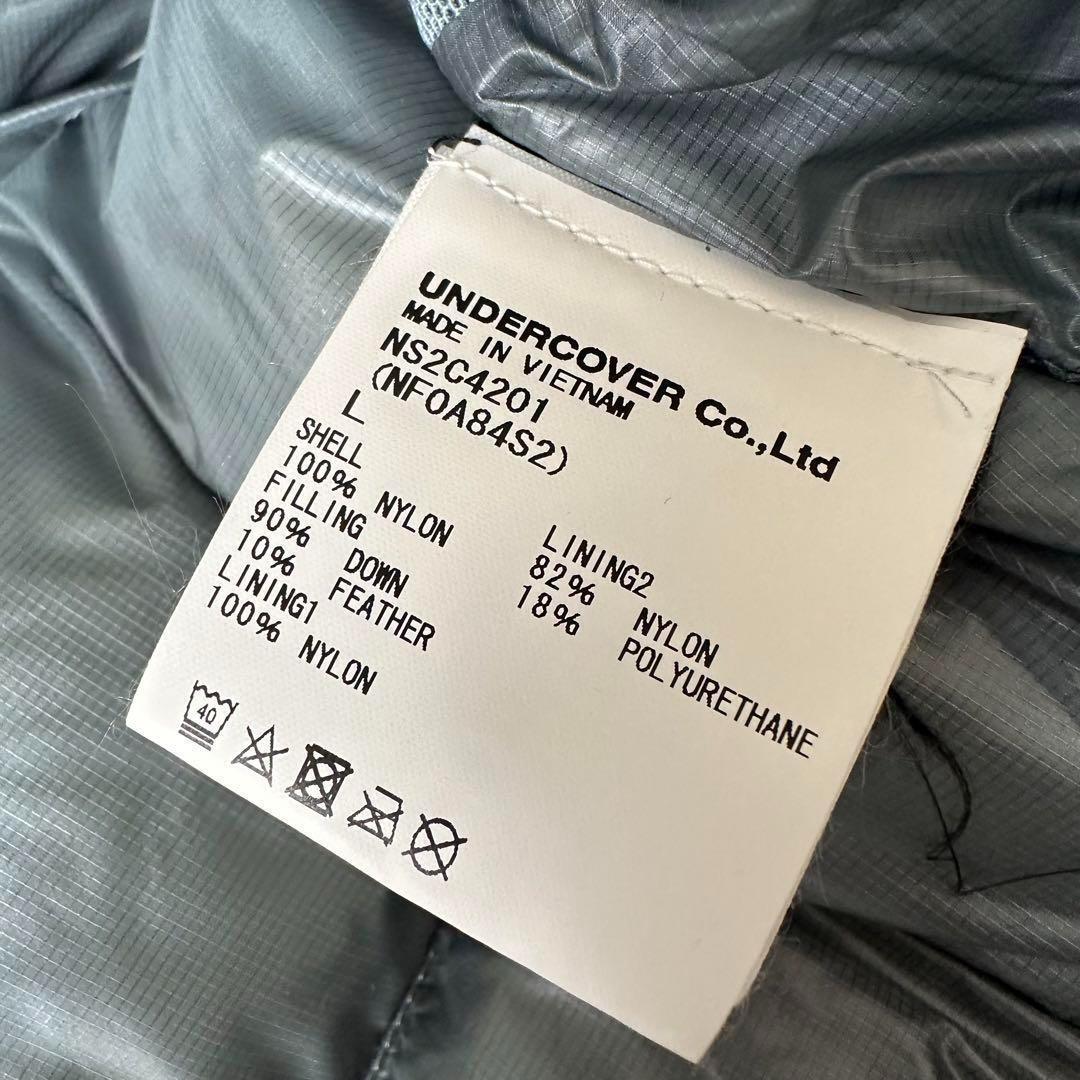 UNDERCOVER Co.,Ltd
MADE IN VIETNAM
NS2C4201
(NF0A84S2)
L
SHELL
100% NYLON
FILLING
90% DOWN
10% FEATHER
LINING1
100% NYLON
LINING2
82% NYLON
18% POLYURETHANE
40